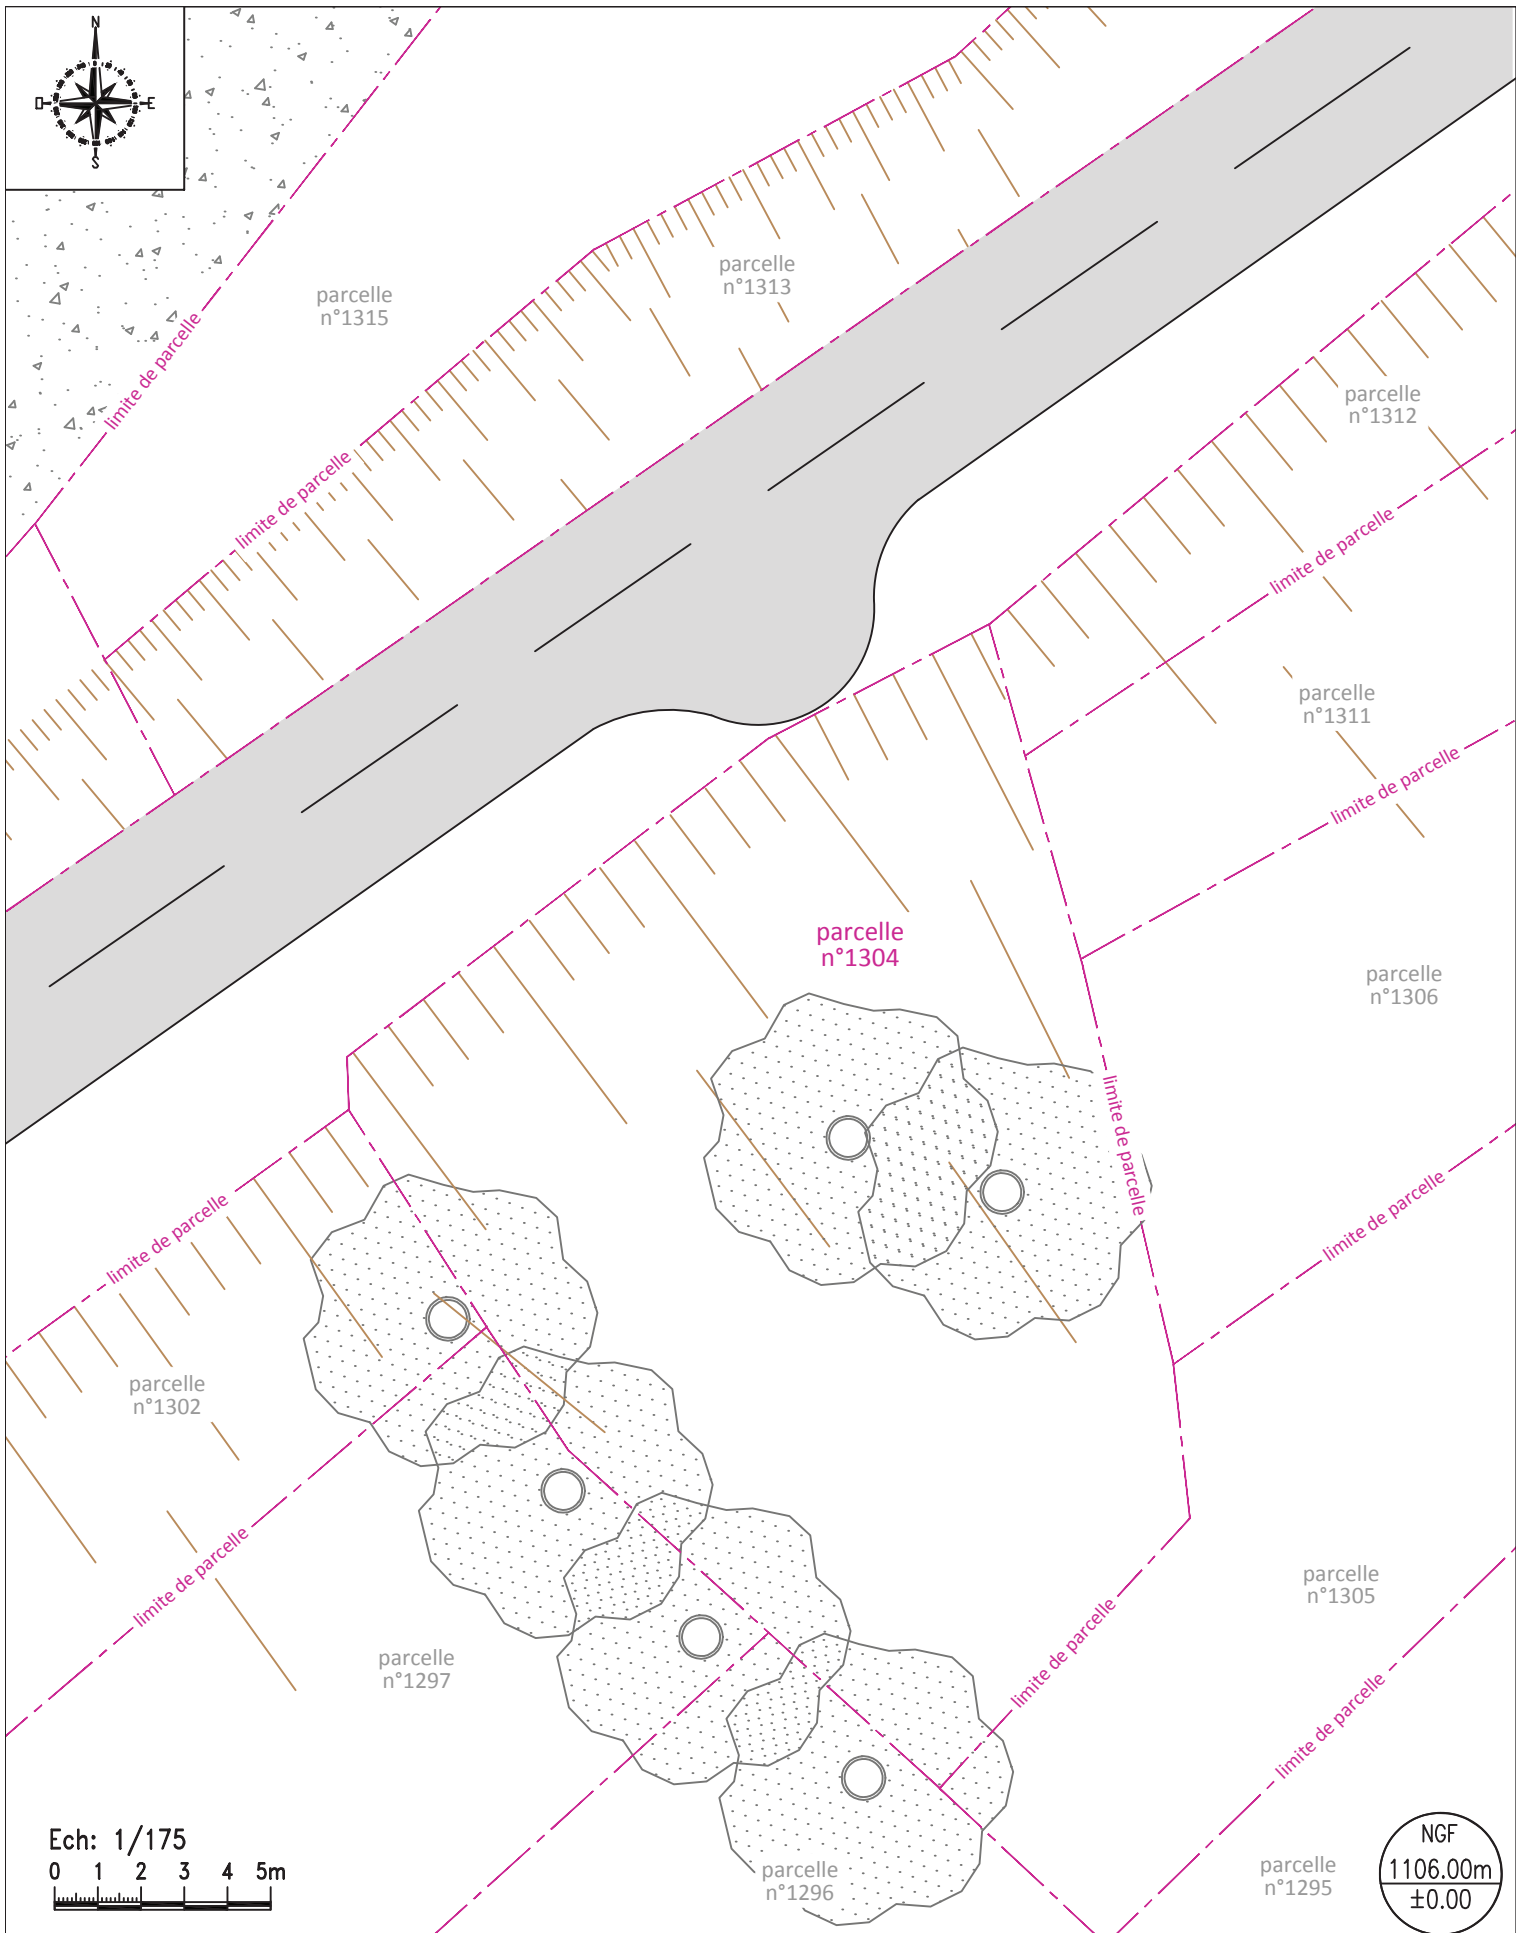 N
O
E
S
parcelle
n°1315
parcelle
n°1313
limite de parcelle
limite de parcelle
parcelle
n°1312
limite de parcelle
parcelle
n°1311
limite de parcelle
parcelle
n°1304
parcelle
n°1306
limite de parcelle
limite de parcelle
limite de parcelle
parcelle
n°1302
limite de parcelle
parcelle
n°1305
limite de parcelle
parcelle
n°1297
limite de parcelle
parcelle
n°1296
parcelle
n°1295
Ech: 1/175
0 1 2 3 4 5m
NGF
1106.00m
±0.00